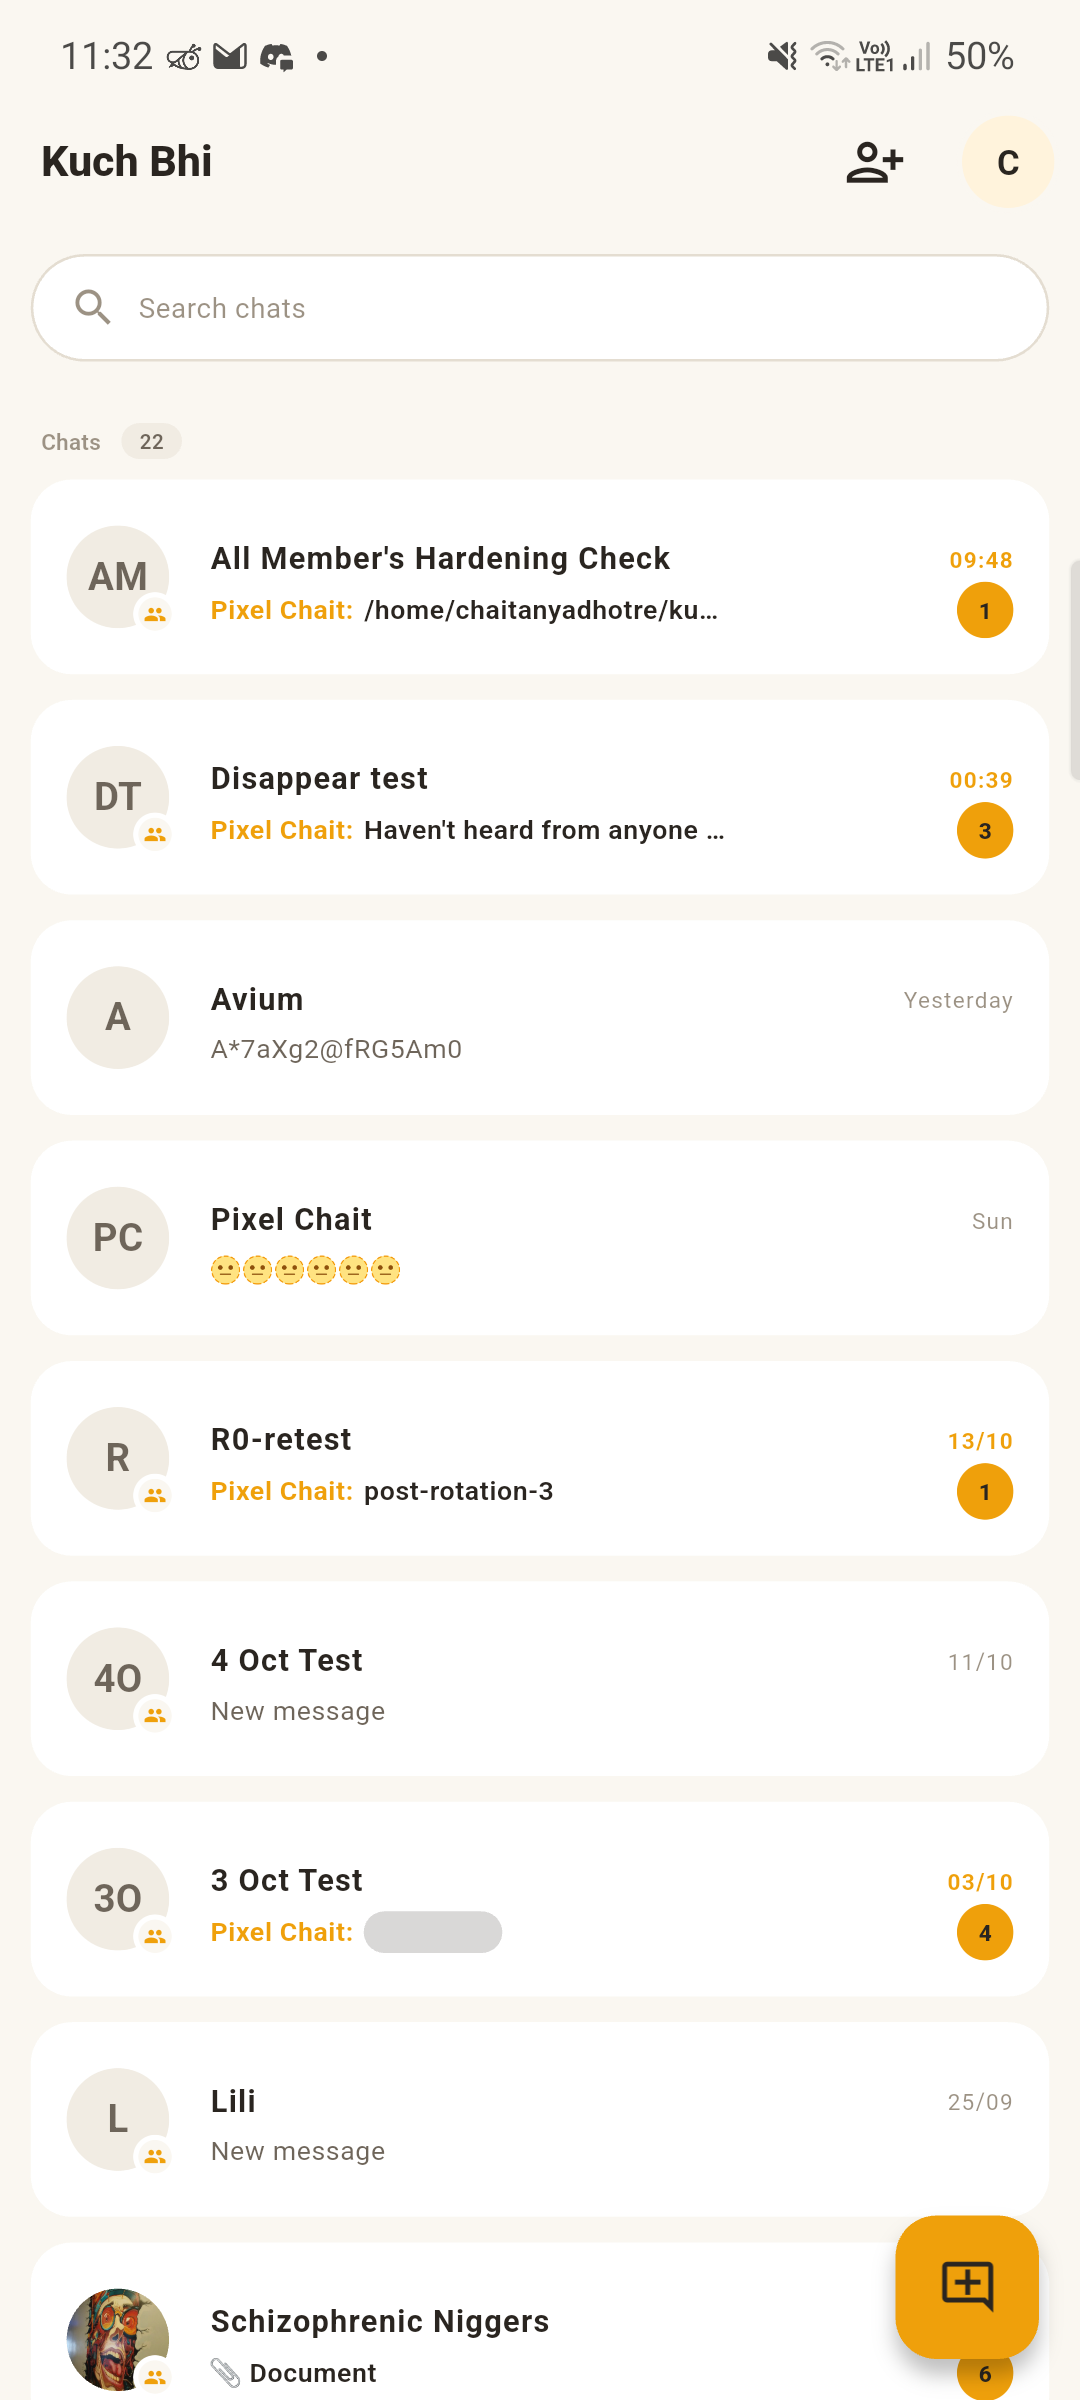 11:32
Vo)) LTE1 50%
Kuch Bhi
C
Search chats
Chats 22
AM
All Member's Hardening Check 09:48
Pixel Chait: /home/chaitanyadhotre/ku... 1
DT
Disappear test 00:39
Pixel Chait: Haven't heard from anyone ... 3
A
Avium Yesterday
A*7aXg2@fRG5Am0
PC
Pixel Chait Sun
😐😐😐😐😐😐
R
R0-retest 13/10
Pixel Chait: post-rotation-3 1
4O
4 Oct Test 11/10
New message
3O
3 Oct Test 03/10
Pixel Chait: 4
L
Lili 25/09
New message
Schizophrenic Niggers
📎 Document 6